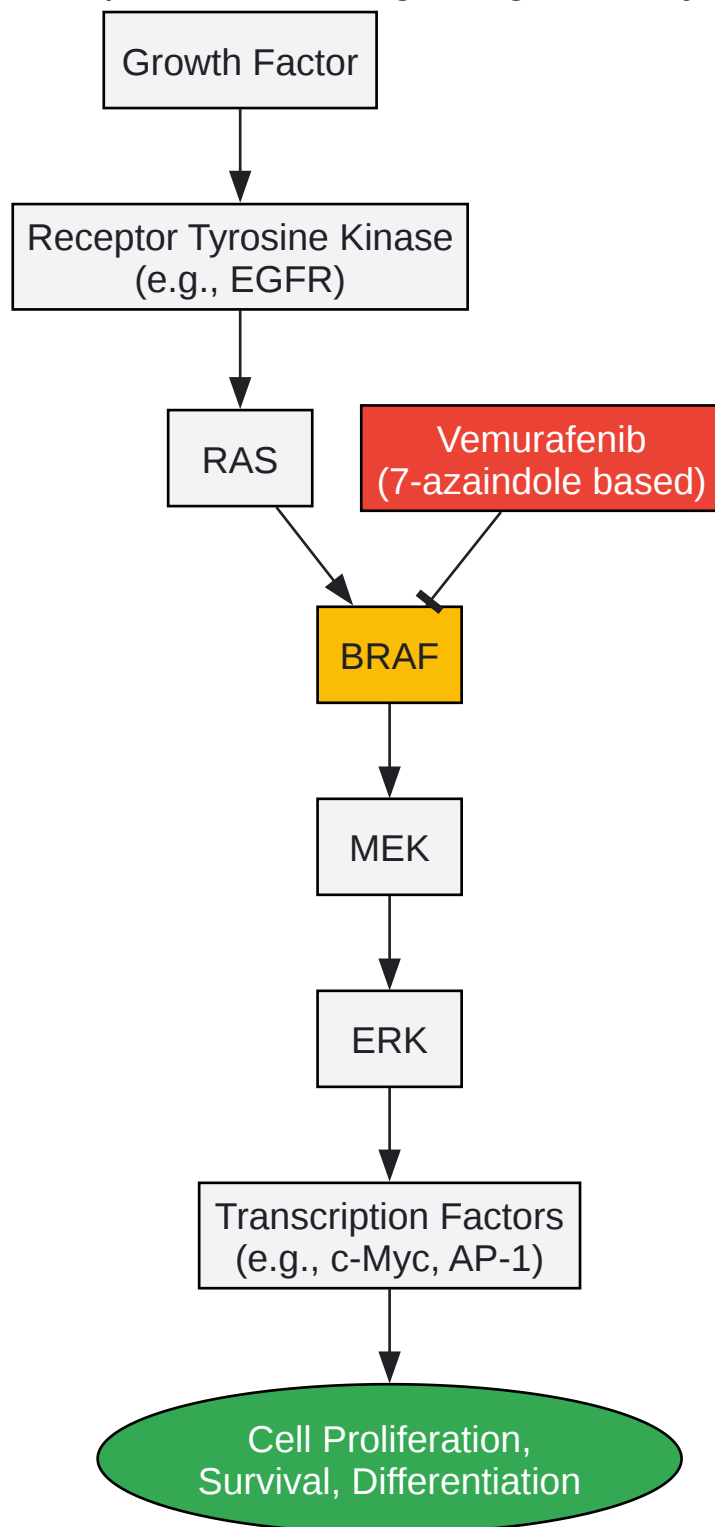 Growth Factor
Receptor Tyrosine Kinase
(e.g., EGFR)
RAS
Vemurafenib
(7-azaindole based)
BRAF
MEK
ERK
Transcription Factors
(e.g., c-Myc, AP-1)
Cell Proliferation,
Survival, Differentiation